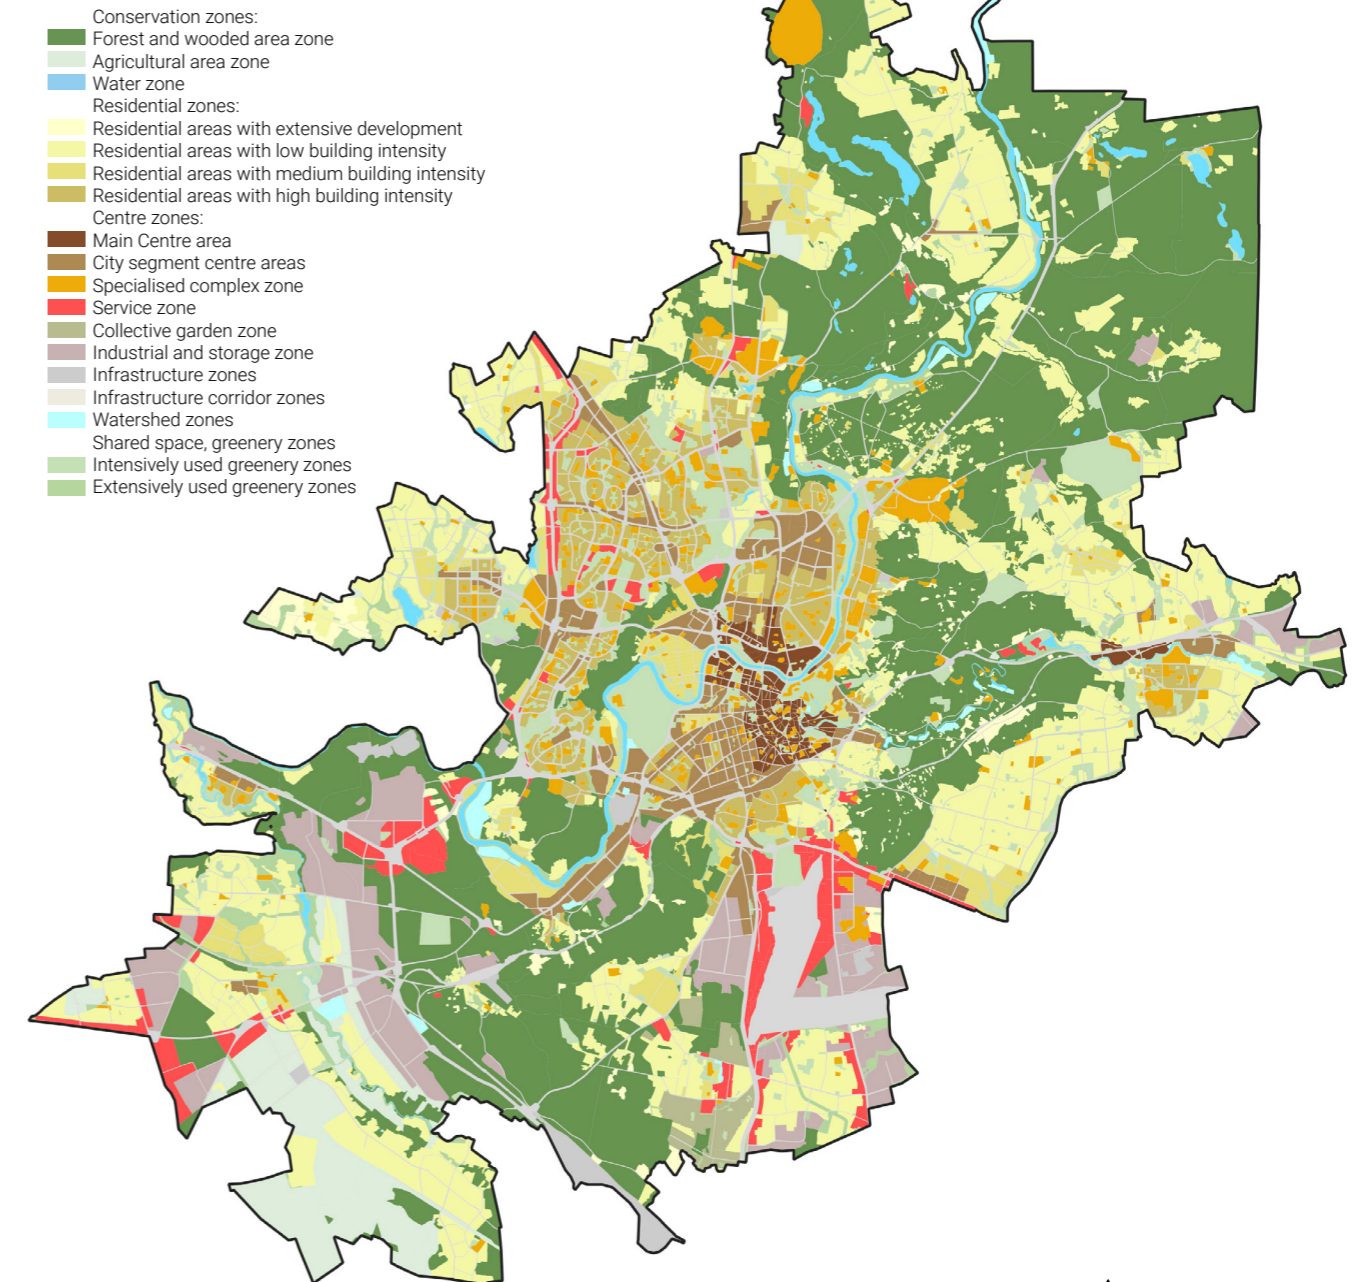 Conservation zones:
Forest and wooded area zone
Agricultural area zone
Water zone
Residential zones:
Residential areas with extensive development
Residential areas with low building intensity
Residential areas with medium building intensity
Residential areas with high building intensity
Centre zones:
Main Centre area
City segment centre areas
Specialised complex zone
Service zone
Collective garden zone
Industrial and storage zone
Infrastructure zones
Infrastructure corridor zones
Watershed zones
Shared space, greenery zones
Intensively used greenery zones
Extensively used greenery zones